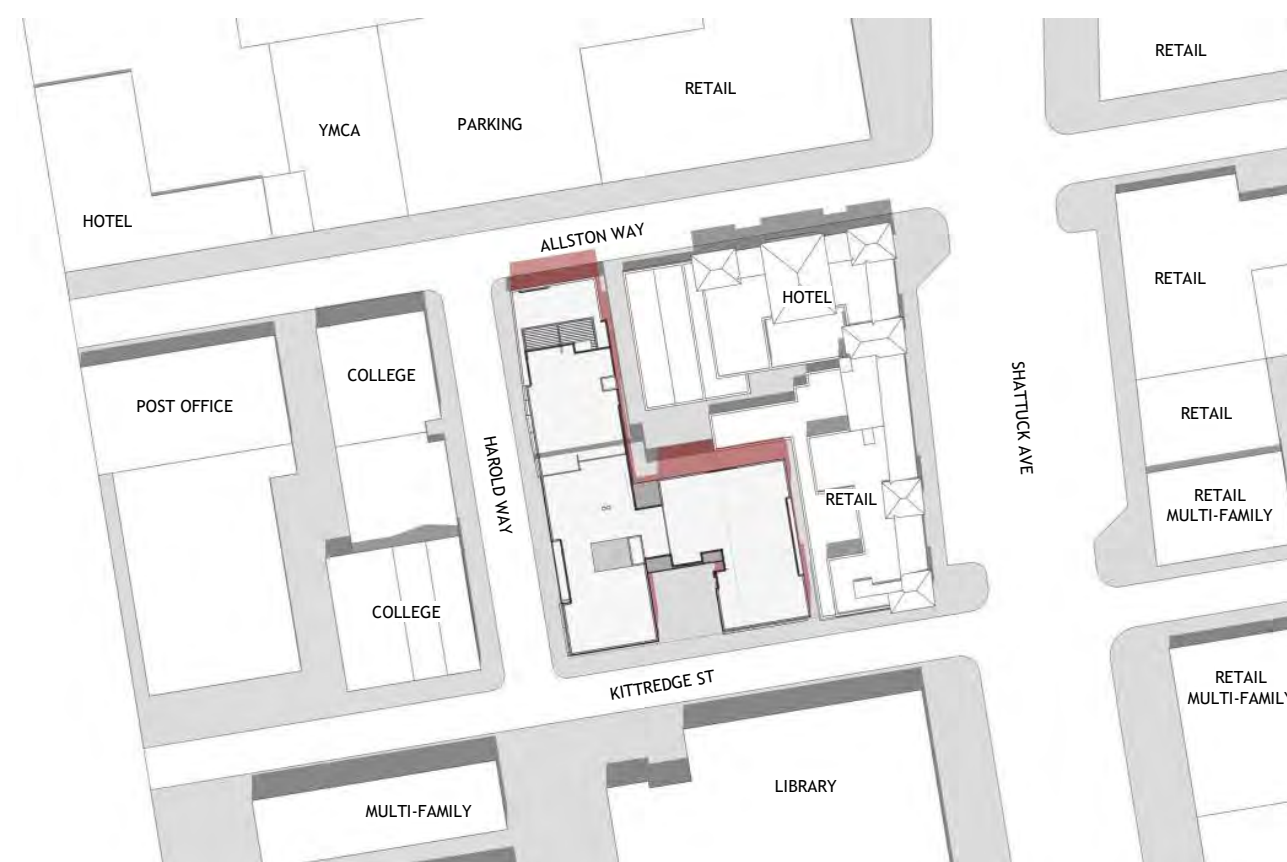 RETAIL
RETAIL
YMCA
PARKING
HOTEL
ALLSTON WAY
HOTEL
RETAIL
COLLEGE
POST OFFICE
SHATTUCK AVE
RETAIL
HAROLD WAY
RETAIL
RETAIL
MULTI-FAMILY
COLLEGE
KITTREDGE ST
RETAIL
MULTI-FAMILY
LIBRARY
MULTI-FAMILY